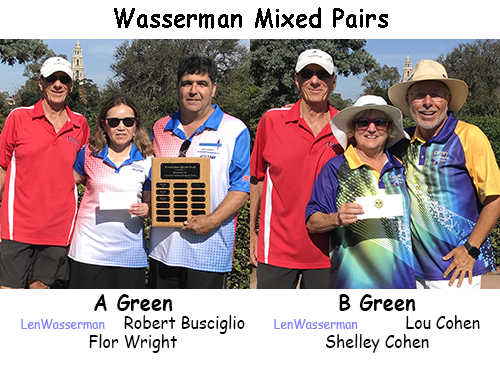 Wasserman Mixed Pairs
A Green
LenWasserman Robert Busciglio
Flor Wright
B Green
LenWasserman Lou Cohen
Shelley Cohen